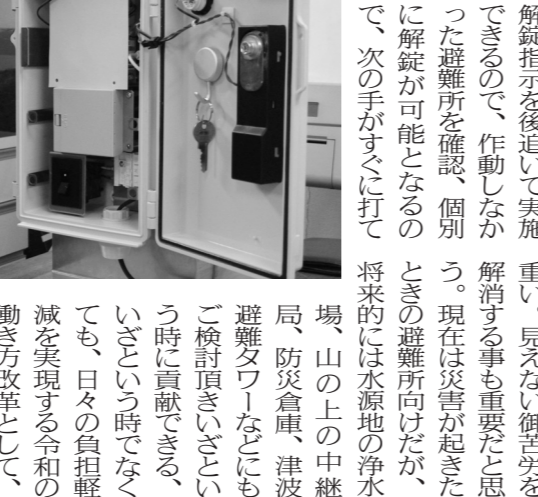 解錠指示を後追いで実施
できるので、作動しなか
った避難所を確認、個別
に解錠が可能となるの
で、次の手がすぐに打て
重い。見えない御苦労を
解消する事も重要だと思
う。現在は災害が起きた
ときの避難所向けだが、
将来的には水源地の浄水
場、山の上の中継
局、防災倉庫、津波
避難タワーなどにも
ご検討頂きいざとい
う時に貢献できる、
いざという時でなく
ても、日々の負担軽
減を実現する令和の
働き方改革として、